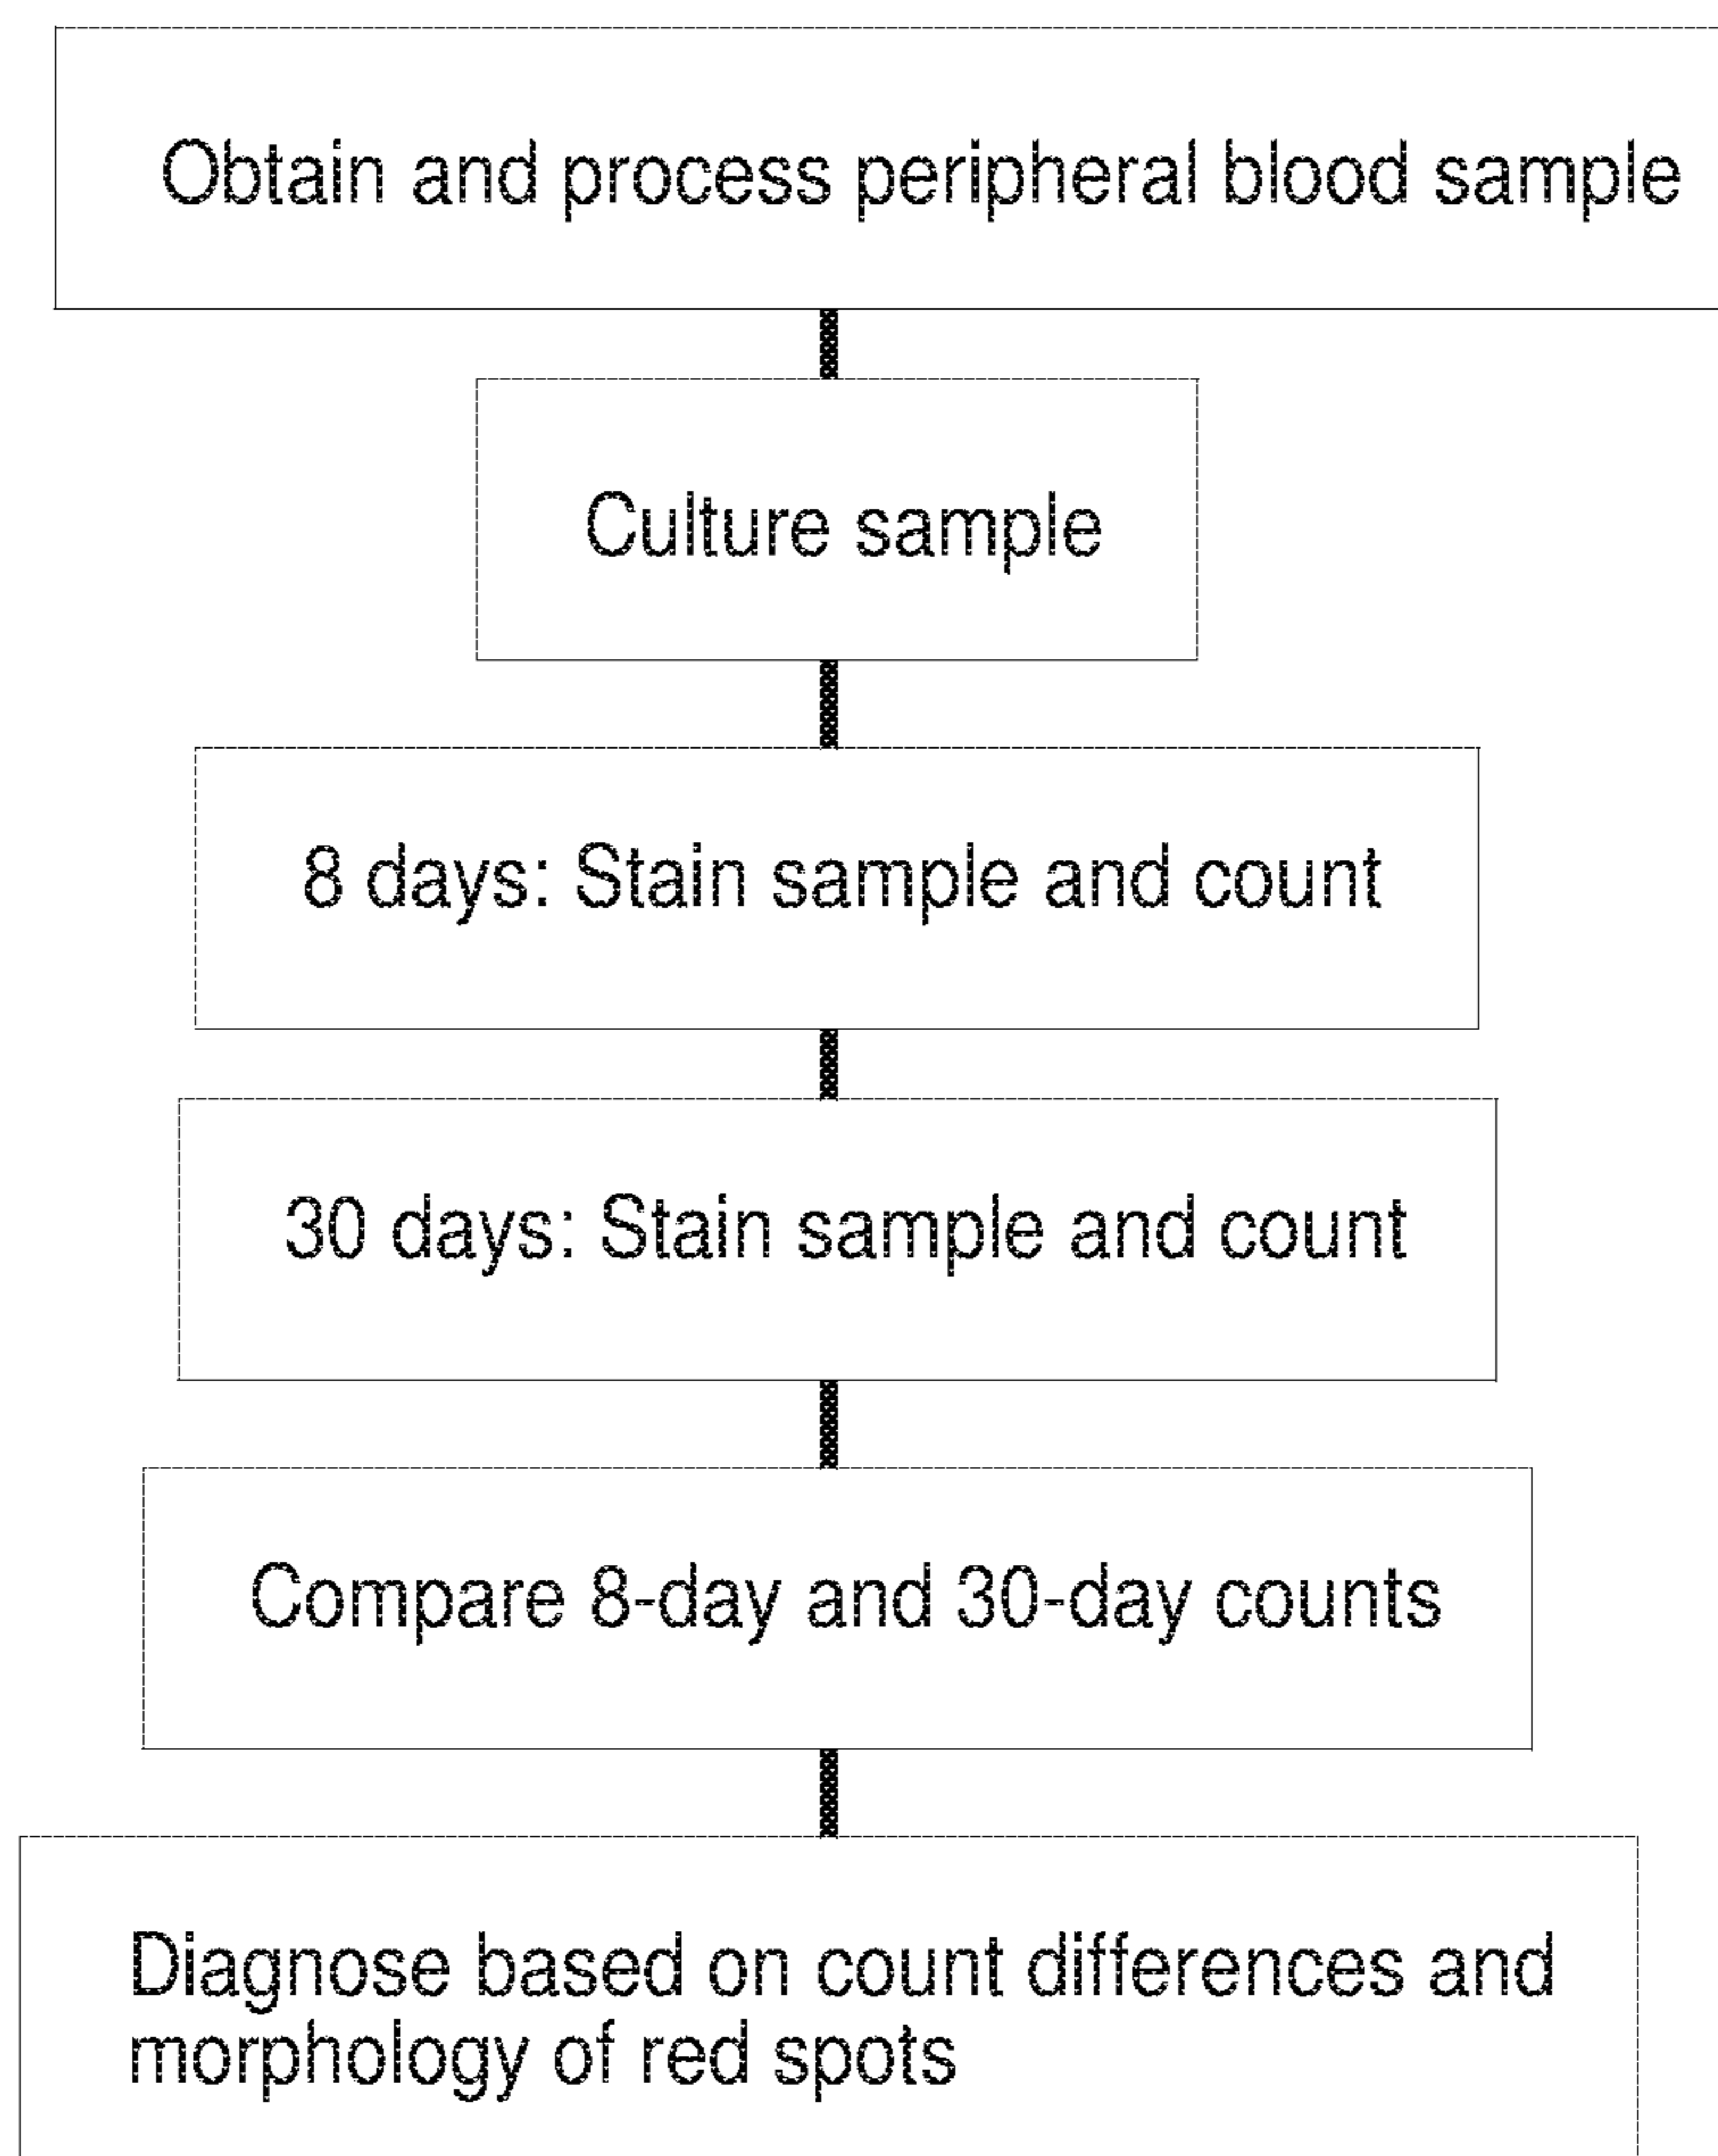 Obtain and process peripheral blood sample
Culture sample
8 days: Stain sample and count
30 days: Stain sample and count
Compare 8-day and 30-day counts
Diagnose based on count differences and
morphology of red spots